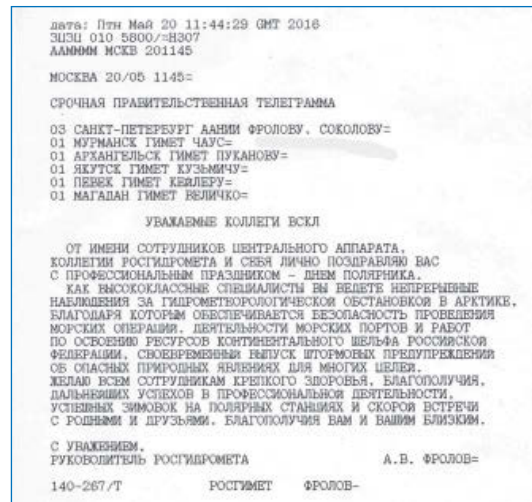 дата: Птн Май 20 11:44:29 GMT 2016
ЗЦЗЦ 010 5800/=Н307
ААММММ МСКВ 201145
МОСКВА 20/05 1145=
СРОЧНАЯ ПРАВИТЕЛЬСТВЕННАЯ ТЕЛЕГРАММА
03 САНКТ-ПЕТЕРБУРГ ААНИИ ФРОЛОВУ, СОКОЛОВУ=
01 МУРМАНСК ГИМЕТ ЧАУС=
01 АРХАНГЕЛЬСК ГИМЕТ ПУКАНОВУ=
01 ЯКУТСК ГИМЕТ КУЗЬМИЧУ=
01 ПЕВЕК ГИМЕТ КЕЙЛЕРУ=
01 МАГАДАН ГИМЕТ ВЕЛИЧКО=
УВАЖАЕМЫЕ КОЛЛЕГИ ВСКЛ
ОТ ИМЕНИ СОТРУДНИКОВ ЦЕНТРАЛЬНОГО АППАРАТА,
КОЛЛЕГИИ РОСГИДРОМЕТА И СЕБЯ ЛИЧНО ПОЗДРАВЛЯЮ ВАС
С ПРОФЕССИОНАЛЬНЫМ ПРАЗДНИКОМ - ДНЕМ ПОЛЯРНИКА.
КАК ВЫСОКОКЛАССНЫЕ СПЕЦИАЛИСТЫ ВЫ ВЕДЕТЕ НЕПРЕРЫВНЫЕ
НАБЛЮДЕНИЯ ЗА ГИДРОМЕТЕОРОЛОГИЧЕСКОЙ ОБСТАНОВКОЙ В АРКТИКЕ,
БЛАГОДАРЯ КОТОРЫМ ОБЕСПЕЧИВАЕТСЯ БЕЗОПАСНОСТЬ ПРОВЕДЕНИЯ
МОРСКИХ ОПЕРАЦИЙ, ДЕЯТЕЛЬНОСТИ МОРСКИХ ПОРТОВ И РАБОТ
ПО ОСВОЕНИЮ РЕСУРСОВ КОНТИНЕНТАЛЬНОГО ШЕЛЬФА РОССИЙСКОЙ
ФЕДЕРАЦИИ, СВОЕВРЕМЕННЫЙ ВЫПУСК ШТОРМОВЫХ ПРЕДУПРЕЖДЕНИЙ
ОБ ОПАСНЫХ ПРИРОДНЫХ ЯВЛЕНИЯХ ДЛЯ МНОГИХ ЦЕЛЕЙ.
ЖЕЛАЮ ВСЕМ СОТРУДНИКАМ КРЕПКОГО ЗДОРОВЬЯ, БЛАГОПОЛУЧИЯ,
ДАЛЬНЕЙШИХ УСПЕХОВ В ПРОФЕССИОНАЛЬНОЙ ДЕЯТЕЛЬНОСТИ,
УСПЕШНЫХ ЗИМОВОК НА ПОЛЯРНЫХ СТАНЦИЯХ И СКОРОЙ ВСТРЕЧИ
С РОДНЫМИ И ДРУЗЬЯМИ, БЛАГОПОЛУЧИЯ ВАМ И ВАШИМ БЛИЗКИМ.
С УВАЖЕНИЕМ,
РУКОВОДИТЕЛЬ РОСГИДРОМЕТА А.В. ФРОЛОВ=
140-267/Т РОСГИМЕТ ФРОЛОВ-